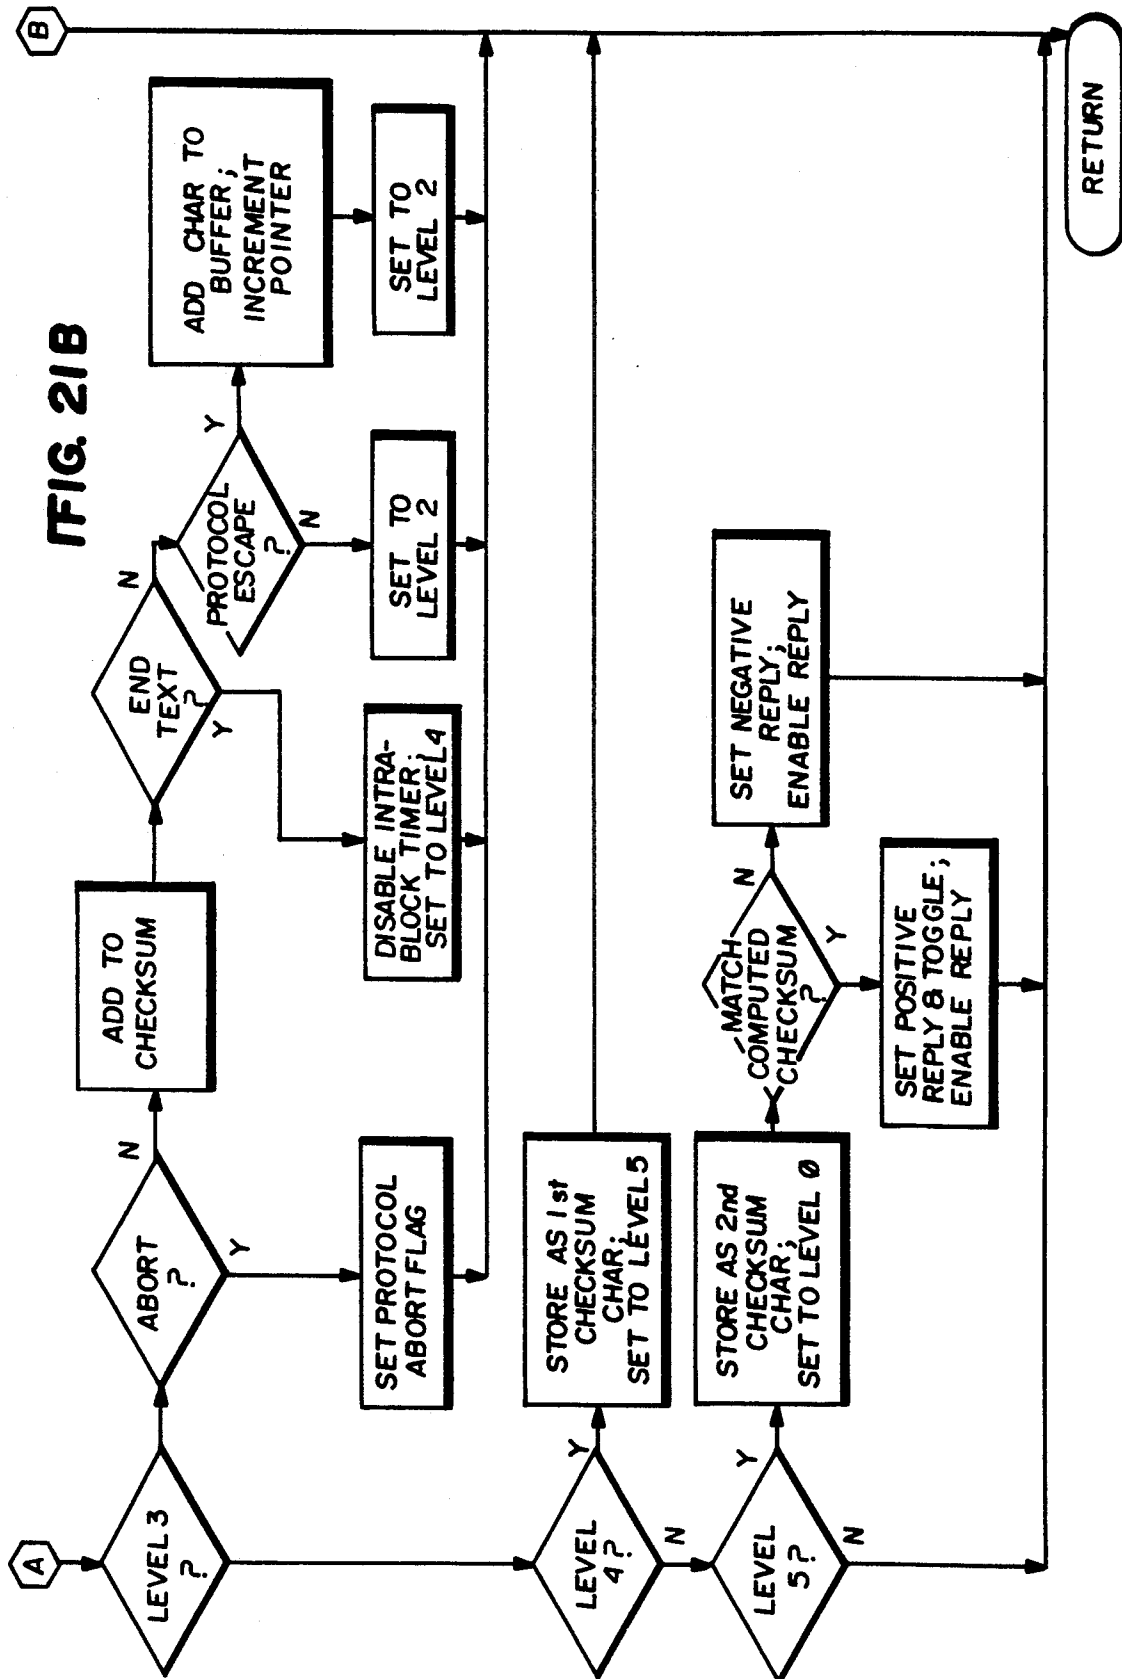 FIG. 21B
A
LEVEL 3
?
ABORT
?
Y
N
SET PROTOCOL
ABORT FLAG
ADD TO
CHECKSUM
END
TEXT
?
Y
N
DISABLE INTRA-
BLOCK TIMER;
SET TO LEVEL 4
PROTOCOL
ESCAPE
?
Y
N
SET TO
LEVEL 2
ADD CHAR TO
BUFFER;
INCREMENT
POINTER
SET TO
LEVEL 2
B
LEVEL
4?
Y
N
STORE AS 1st
CHECKSUM
CHAR;
SET TO LEVEL 5
LEVEL
5?
Y
N
STORE AS 2nd
CHECKSUM
CHAR;
SET TO LEVEL 0
MATCH
COMPUTED
CHECKSUM
?
Y
N
SET NEGATIVE
REPLY;
ENABLE REPLY
SET POSITIVE
REPLY & TOGGLE;
ENABLE REPLY
RETURN